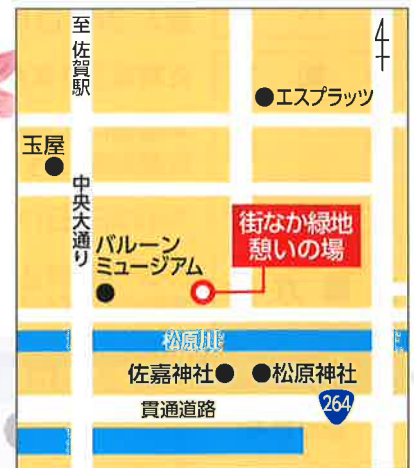 至 佐賀駅
エスプラッツ
玉屋
中央大通り
バルーン
ミュージアム
街なか緑地
憩いの場
松原川
佐嘉神社
松原神社
貫通道路
264